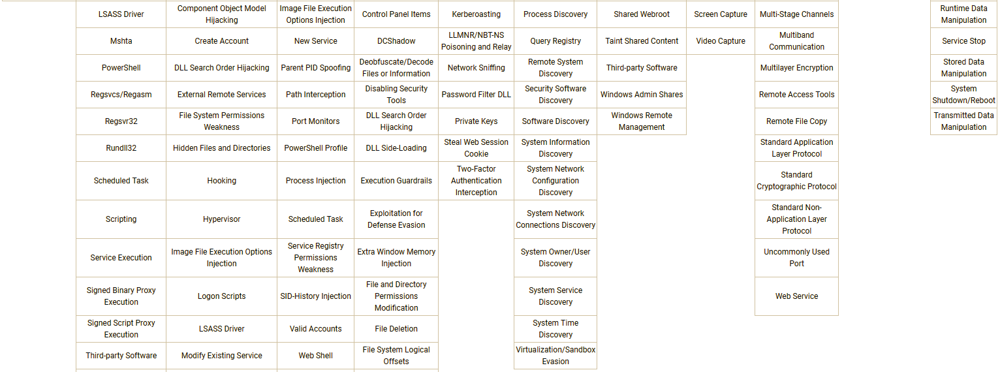 LSASS Driver
Component Object Model
Hijacking
Image File Execution
Options Injection
Control Panel Items
Kerberoasting
Process Discovery
Shared Webroot
Screen Capture
Multi-Stage Channels
Runtime Data
Manipulation
Mshta
Create Account
New Service
DCShadow
LLMNR/NBT-NS
Poisoning and Relay
Query Registry
Taint Shared Content
Video Capture
Multiband
Communication
Service Stop
PowerShell
DLL Search Order Hijacking
Parent PID Spoofing
Deobfuscate/Decode
Files or Information
Network Sniffing
Remote System
Discovery
Third-party Software
Multilayer Encryption
Stored Data
Manipulation
Regsvcs/Regasm
External Remote Services
Path Interception
Disabling Security
Tools
Password Filter DLL
Security Software
Discovery
Windows Admin Shares
Remote Access Tools
System
Shutdown/Reboot
Regsvr32
File System Permissions
Weakness
Port Monitors
DLL Search Order
Hijacking
Private Keys
Software Discovery
Windows Remote
Management
Remote File Copy
Transmitted Data
Manipulation
Rundll32
Hidden Files and Directories
PowerShell Profile
DLL Side-Loading
Steal Web Session
Cookie
System Information
Discovery
Standard Application
Layer Protocol
Scheduled Task
Hooking
Process Injection
Execution Guardrails
Two-Factor
Authentication
Interception
System Network
Configuration
Discovery
Standard
Cryptographic Protocol
Scripting
Hypervisor
Scheduled Task
Exploitation for
Defense Evasion
System Network
Connections Discovery
Standard Non-
Application Layer
Protocol
Service Execution
Image File Execution Options
Injection
Service Registry
Permissions
Weakness
Extra Window Memory
Injection
System Owner/User
Discovery
Uncommonly Used
Port
Signed Binary Proxy
Execution
Logon Scripts
SID-History Injection
File and Directory
Permissions
Modification
System Service
Discovery
Web Service
Signed Script Proxy
Execution
LSASS Driver
Valid Accounts
File Deletion
System Time
Discovery
Third-party Software
Modify Existing Service
Web Shell
File System Logical
Offsets
Virtualization/Sandbox
Evasion